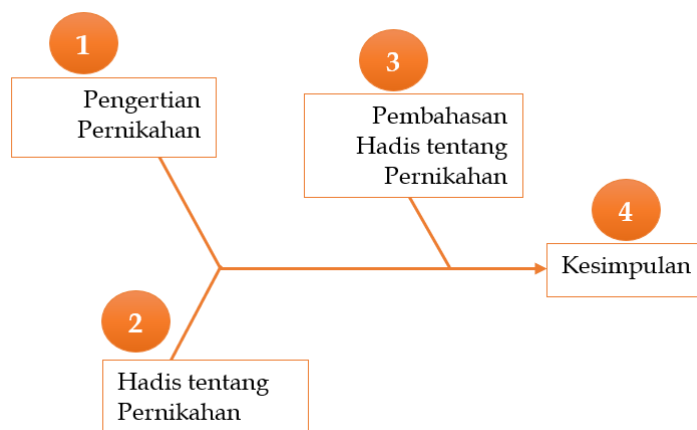 1
Pengertian
Pernikahan
2
Hadis tentang
Pernikahan
3
Pembahasan
Hadis tentang
Pernikahan
4
Kesimpulan